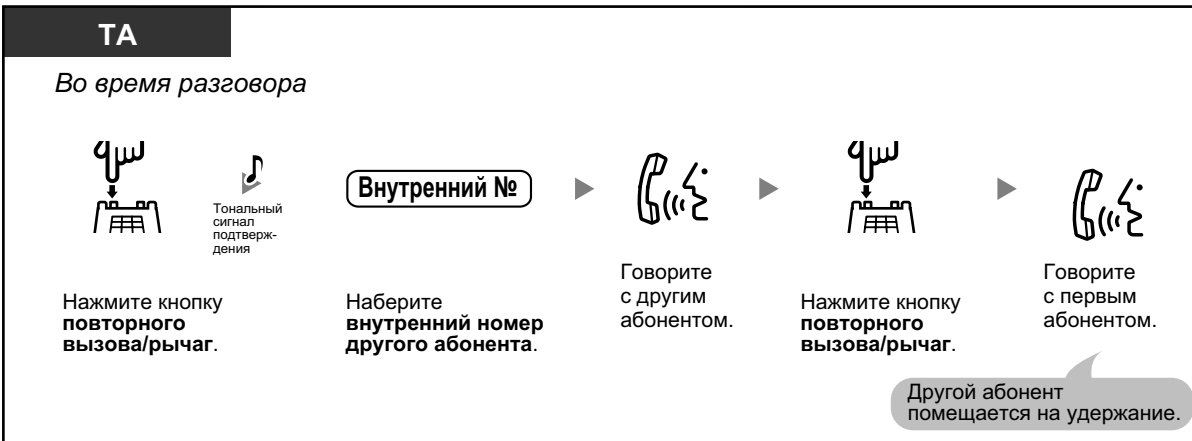 ТА
Во время разговора
Тональный
сигнал
подтверж-
дения
Внутренний №
Нажмите кнопку
повторного
вызова/рычаг.
Наберите
внутренний номер
другого абонента.
Говорите
с другим
абонентом.
Нажмите кнопку
повторного
вызова/рычаг.
Говорите
с первым
абонентом.
Другой абонент
помещается на удержание.